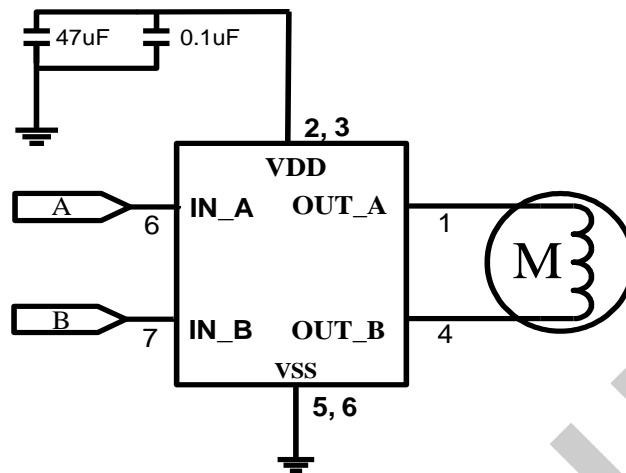 47uF 0.1uF
2, 3
VDD
A 6 IN_A OUT_A 1
M
B 7 IN_B OUT_B 4
VSS
5, 6